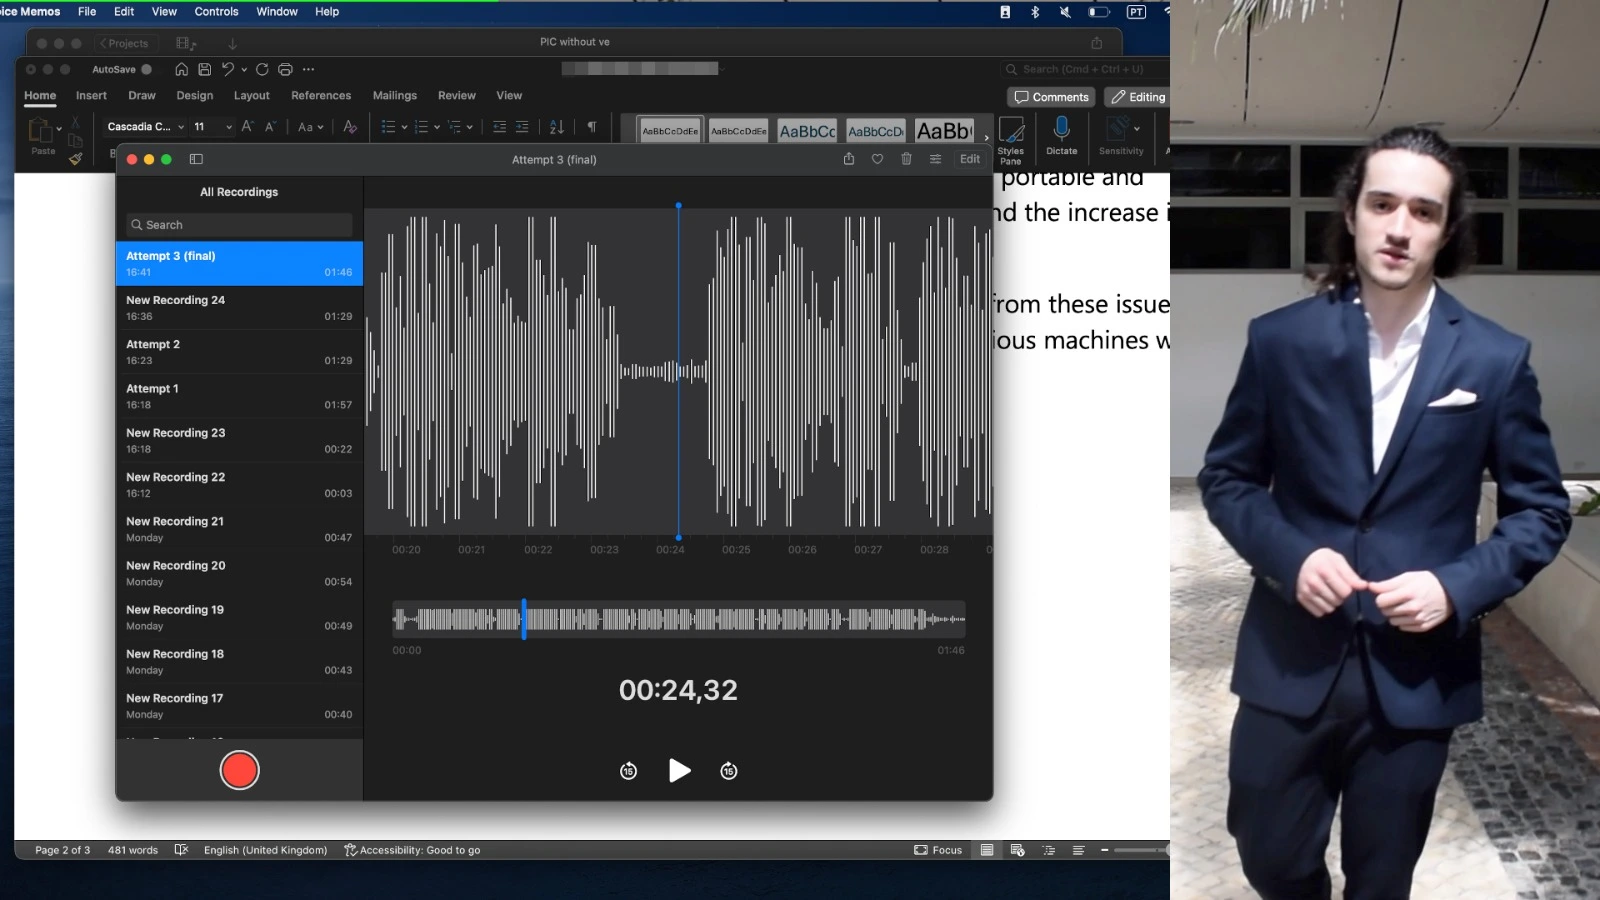 oice Memos File Edit View Controls Window Help PT
Projects PIC without ve
AutoSave Search (Cmd + Ctrl + U)
Home Insert Draw Design Layout References Mailings Review View Comments Editing
Paste Cascadia C... 11 Aa AaBbCcDdEe AaBbCcDdEe AaBbCc AaBbCcDi AaBb( Styles Pane Dictate Sensitivity
Attempt 3 (final) Edit
All Recordings
Search
Attempt 3 (final)
16:41 01:46
New Recording 24
16:36 01:29
Attempt 2
16:23 01:29
Attempt 1
16:18 01:57
New Recording 23
16:18 00:22
New Recording 22
16:12 00:03
New Recording 21
Monday 00:47
New Recording 20
Monday 00:54
New Recording 19
Monday 00:49
New Recording 18
Monday 00:43
New Recording 17
Monday 00:40
portable and
nd the increase i
from these issue
ious machines w
00:20 00:21 00:22 00:23 00:24 00:25 00:26 00:27 00:28 0
00:00 01:46
00:24,32
15 15
Page 2 of 3 481 words English (United Kingdom) Accessibility: Good to go Focus